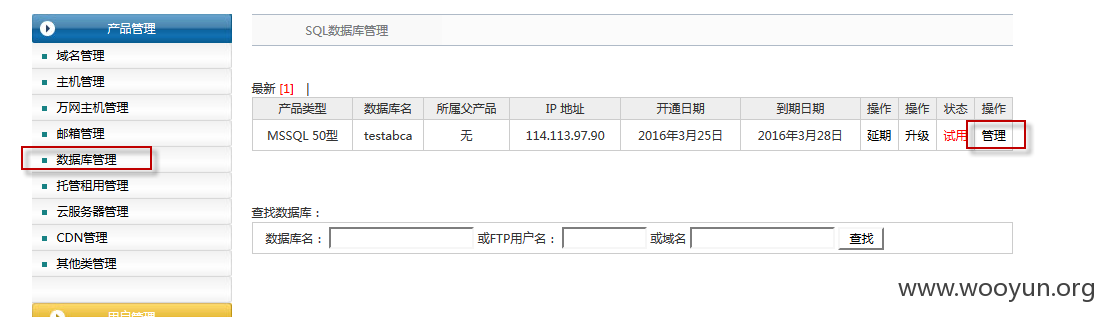 产品管理
域名管理
主机管理
万网主机管理
邮箱管理
数据库管理
托管租用管理
云服务器管理
CDN管理
其他类管理
用户管理
SQL数据库管理
最新 [1] |
产品类型 数据库名 所属父产品 IP 地址 开通日期 到期日期 操作 操作 状态 操作
MSSQL 50型 testabca 无 114.113.97.90 2016年3月25日 2016年3月28日 延期 升级 试用 管理
查找数据库：
数据库名： 或FTP用户名： 或域名 查找
www.wooyun.org